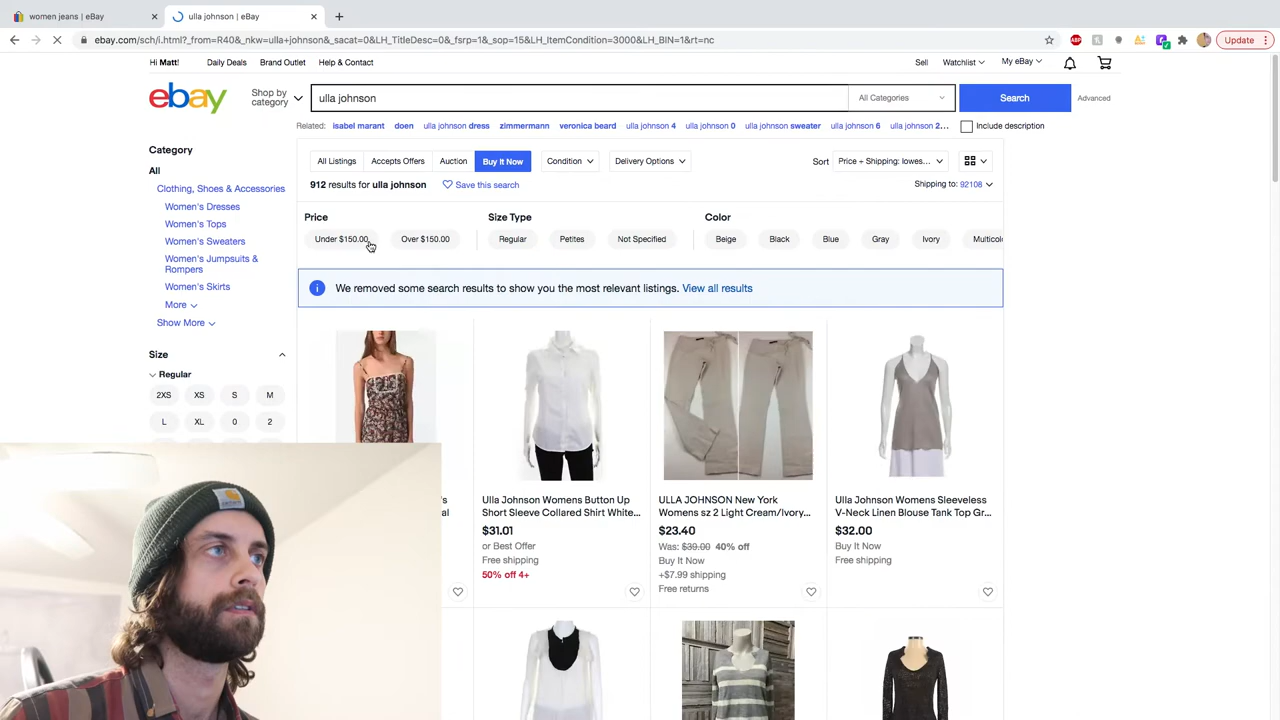 women jeans | eBay
ulla johnson | eBay
ebay.com/sch/i.html?_from=R40&_nkw=ulla+johnson&_sacat=0&LH_TitleDesc=0&_fsrp=1&_sop=15&LH_ItemCondition=3000&LH_BIN=1&rt=nc
ABP
Update
Hi Matt!
Daily Deals
Brand Outlet
Help & Contact
Sell
Watchlist
My eBay
ebay
Shop by
category
ulla johnson
All Categories
Search
Advanced
Related:
isabel marant
doen
ulla johnson dress
zimmermann
veronica beard
ulla johnson 4
ulla johnson 0
ulla johnson sweater
ulla johnson 6
ulla johnson 2...
Include description
Category
All
Clothing, Shoes & Accessories
Women's Dresses
Women's Tops
Women's Sweaters
Women's Jumpsuits &
Rompers
Women's Skirts
More
Show More
Size
Regular
2XS XS S M
L XL 0 2
All Listings
Accepts Offers
Auction
Buy It Now
Condition
Delivery Options
Sort
Price + Shipping: lowes...
912 results for ulla johnson
Save this search
Shipping to: 92108
Price
Under $150.00
Over $150.00
Size Type
Regular
Petites
Not Specified
Color
Beige
Black
Blue
Gray
Ivory
Multicol
We removed some search results to show you the most relevant listings. View all results
Ulla Johnson Womens Button Up
Short Sleeve Collared Shirt White...
$31.01
or Best Offer
Free shipping
50% off 4+
ULLA JOHNSON New York
Womens sz 2 Light Cream/Ivory...
$23.40
Was: $39.00 40% off
Buy It Now
+$7.99 shipping
Free returns
Ulla Johnson Womens Sleeveless
V-Neck Linen Blouse Tank Top Gr...
$32.00
Buy It Now
Free shipping